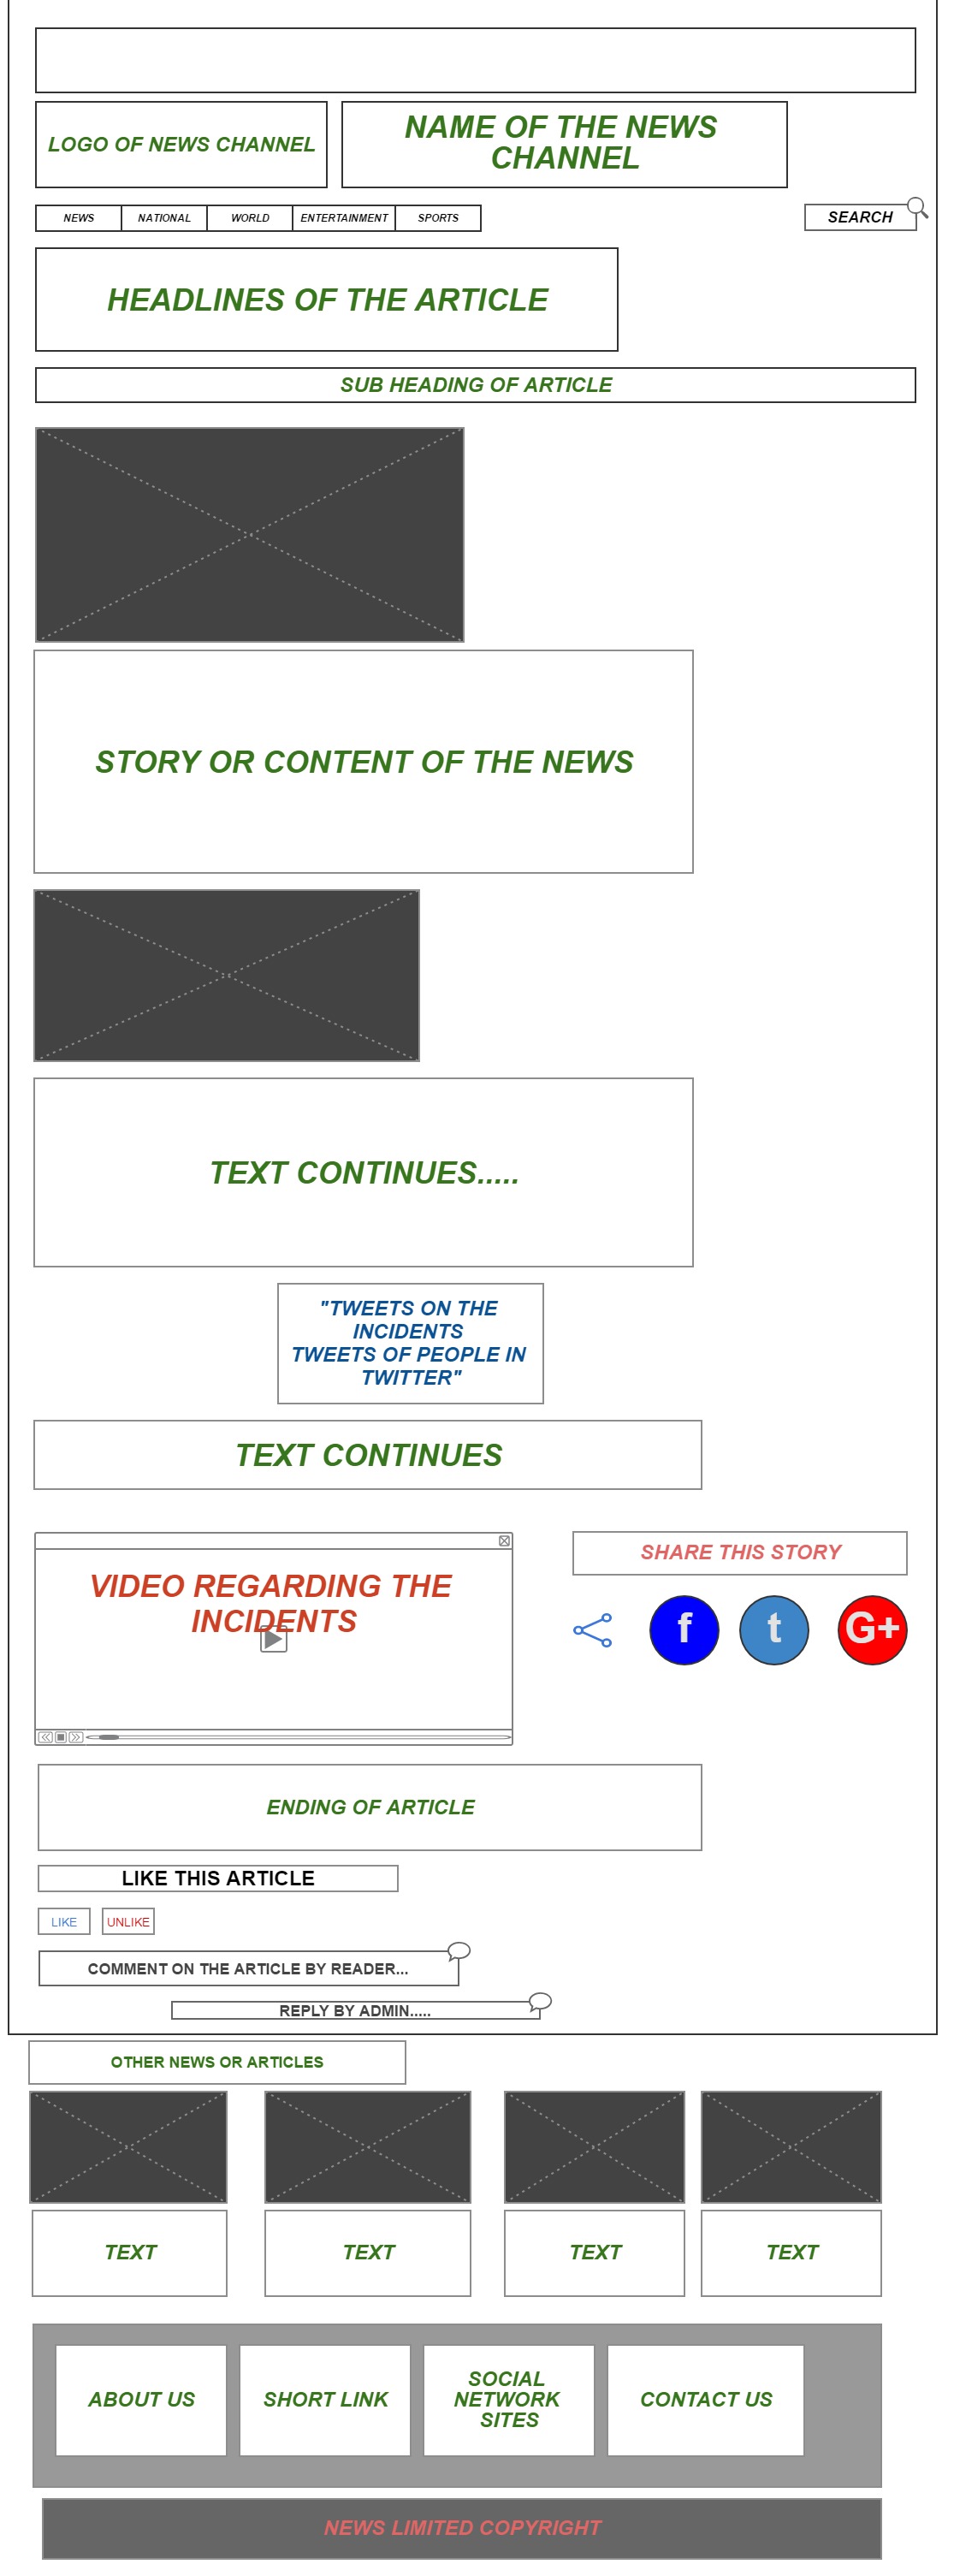 LOGO OF NEWS CHANNEL
NAME OF THE NEWS
CHANNEL
NEWS
NATIONAL
WORLD
ENTERTAINMENT
SPORTS
SEARCH
HEADLINES OF THE ARTICLE
SUB HEADING OF ARTICLE
STORY OR CONTENT OF THE NEWS
TEXT CONTINUES.....
"TWEETS ON THE
INCIDENTS
TWEETS OF PEOPLE IN
TWITTER"
TEXT CONTINUES
VIDEO REGARDING THE
INCIDENTS
SHARE THIS STORY
f
t
G+
ENDING OF ARTICLE
LIKE THIS ARTICLE
LIKE
UNLIKE
COMMENT ON THE ARTICLE BY READER...
REPLY BY ADMIN.....
OTHER NEWS OR ARTICLES
TEXT
TEXT
TEXT
TEXT
ABOUT US
SHORT LINK
SOCIAL
NETWORK
SITES
CONTACT US
NEWS LIMITED COPYRIGHT